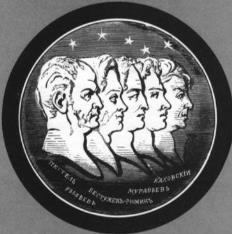 ПЕСТЕЛЬ
РЫЛѢЕВЪ
БЕСТУЖЕВЪ-РЮМИНЪ
МУРАВЬЕВЪ
КАХОВСКІЙ